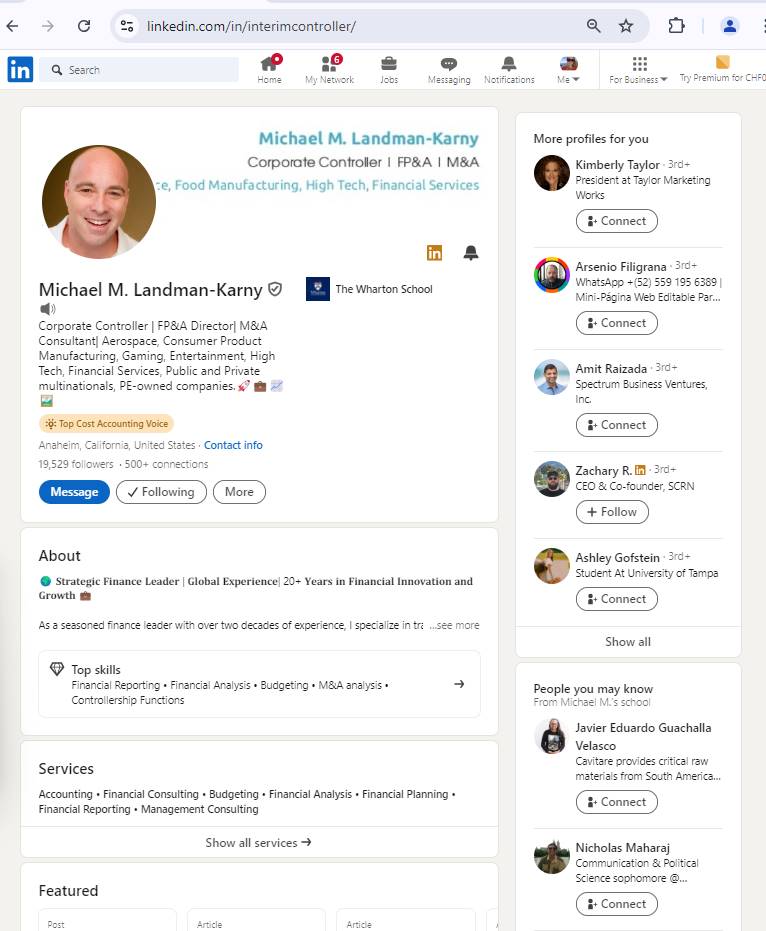 linkedin.com/in/interimcontroller/
in
Search
Home
My Network
6
Jobs
Messaging
Notifications
Me
For Business
Try Premium for CHF0
Michael M. Landman-Karny
Corporate Controller | FP&A | M&A
ce, Food Manufacturing, High Tech, Financial Services
in
Michael M. Landman-Karny
The Wharton School
Corporate Controller | FP&A Director| M&A
Consultant| Aerospace, Consumer Product
Manufacturing, Gaming, Entertainment, High
Tech, Financial Services, Public and Private
multinationals, PE-owned companies. 🚀 💼 📈
Top Cost Accounting Voice
Anaheim, California, United States · Contact info
19,529 followers · 500+ connections
Message
Following
More
About
🌍 Strategic Finance Leader | Global Experience| 20+ Years in Financial Innovation and
Growth 💼
As a seasoned finance leader with over two decades of experience, I specialize in tra …see more
Top skills
Financial Reporting • Financial Analysis • Budgeting • M&A analysis •
Controllership Functions
Services
Accounting • Financial Consulting • Budgeting • Financial Analysis • Financial Planning •
Financial Reporting • Management Consulting
Show all services
Featured
Post
Article
Article
More profiles for you
Kimberly Taylor · 3rd+
President at Taylor Marketing
Works
Connect
Arsenio Filigrana · 3rd+
WhatsApp +(52) 559 195 6389 |
Mini-Página Web Editable Par...
Connect
Amit Raizada · 3rd+
Spectrum Business Ventures,
Inc.
Connect
Zachary R. in · 3rd+
CEO & Co-founder, SCRN
Follow
Ashley Gofstein · 3rd+
Student At University of Tampa
Connect
Show all
People you may know
From Michael M.'s school
Javier Eduardo Guachalla
Velasco
Cavitare provides critical raw
materials from South America...
Connect
Nicholas Maharaj
Communication & Political
Science sophomore @...
Connect